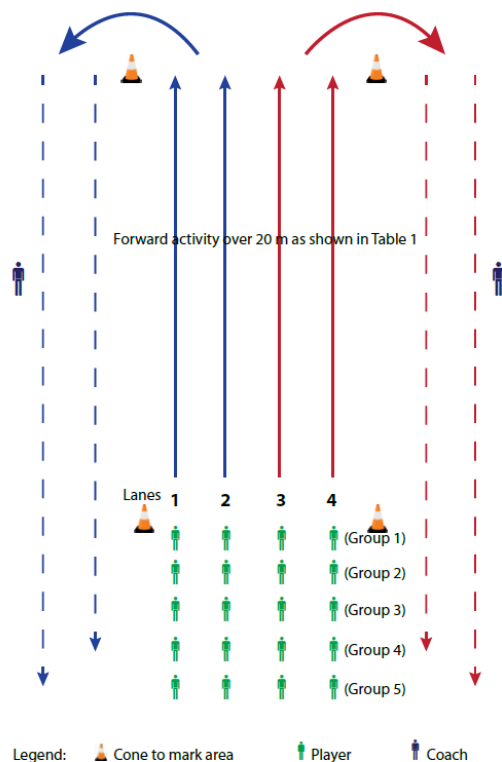 Forward activity over 20 m as shown in Table 1
Lanes 1 2 3 4
(Group 1)
(Group 2)
(Group 3)
(Group 4)
(Group 5)
Legend: Cone to mark area Player Coach